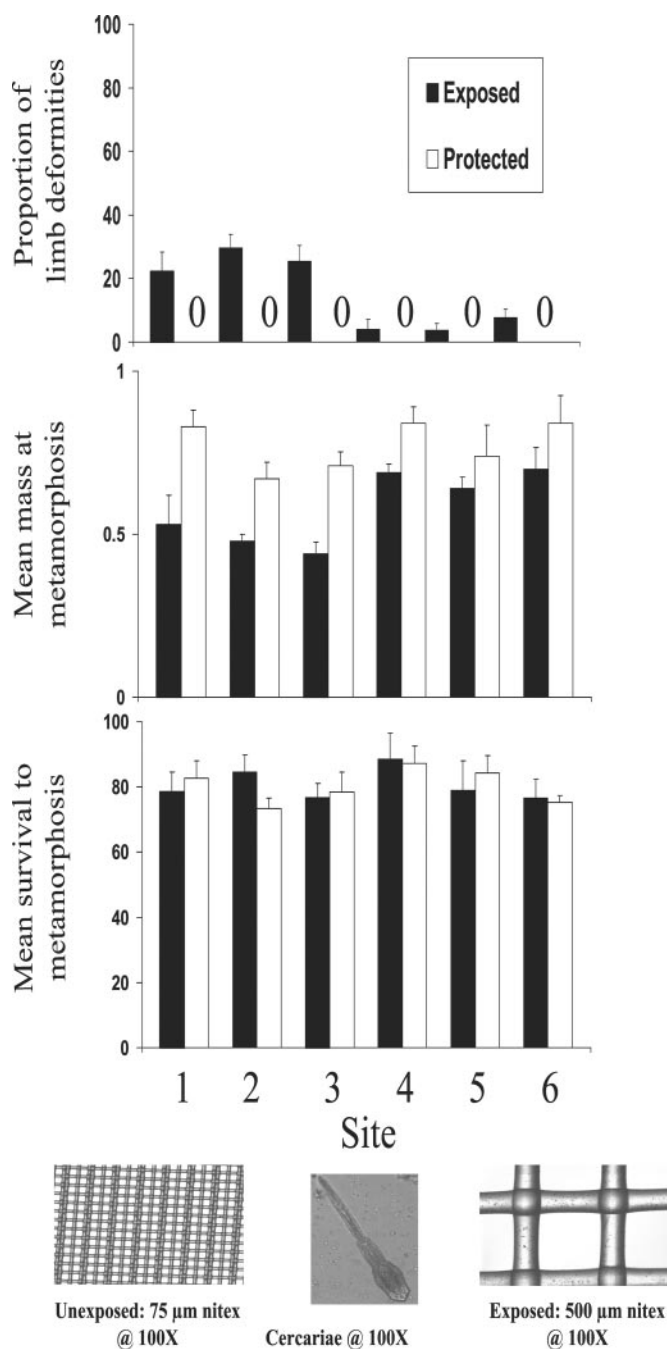 Proportion of
limb deformities
100
80
60
40
20
0
Exposed
Protected
0 0 0 0 0 0
Mean mass at
metamorphosis
1
0.5
0
Mean survival to
metamorphosis
100
80
60
40
20
0
1 2 3 4 5 6
Site
Unexposed: 75 µm nitex
@ 100X
Cercariae @ 100X
Exposed: 500 µm nitex
@ 100X